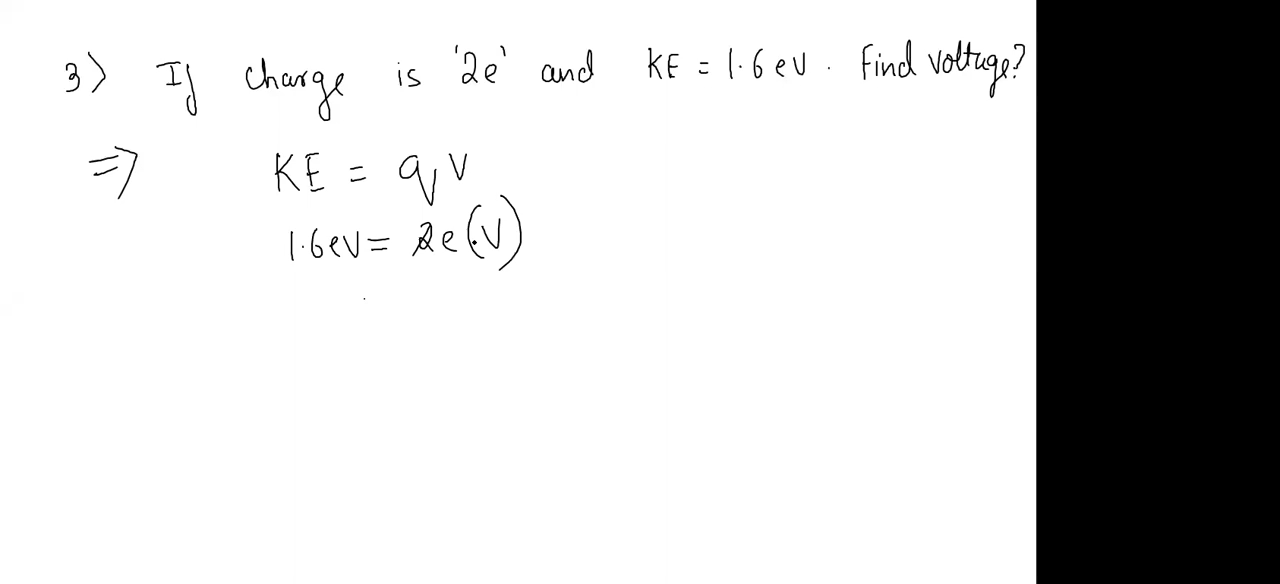 3> If charge is '2e' and KE = 1.6 eV. Find voltage?
=> KE = qV
1.6eV = 2e(.V)